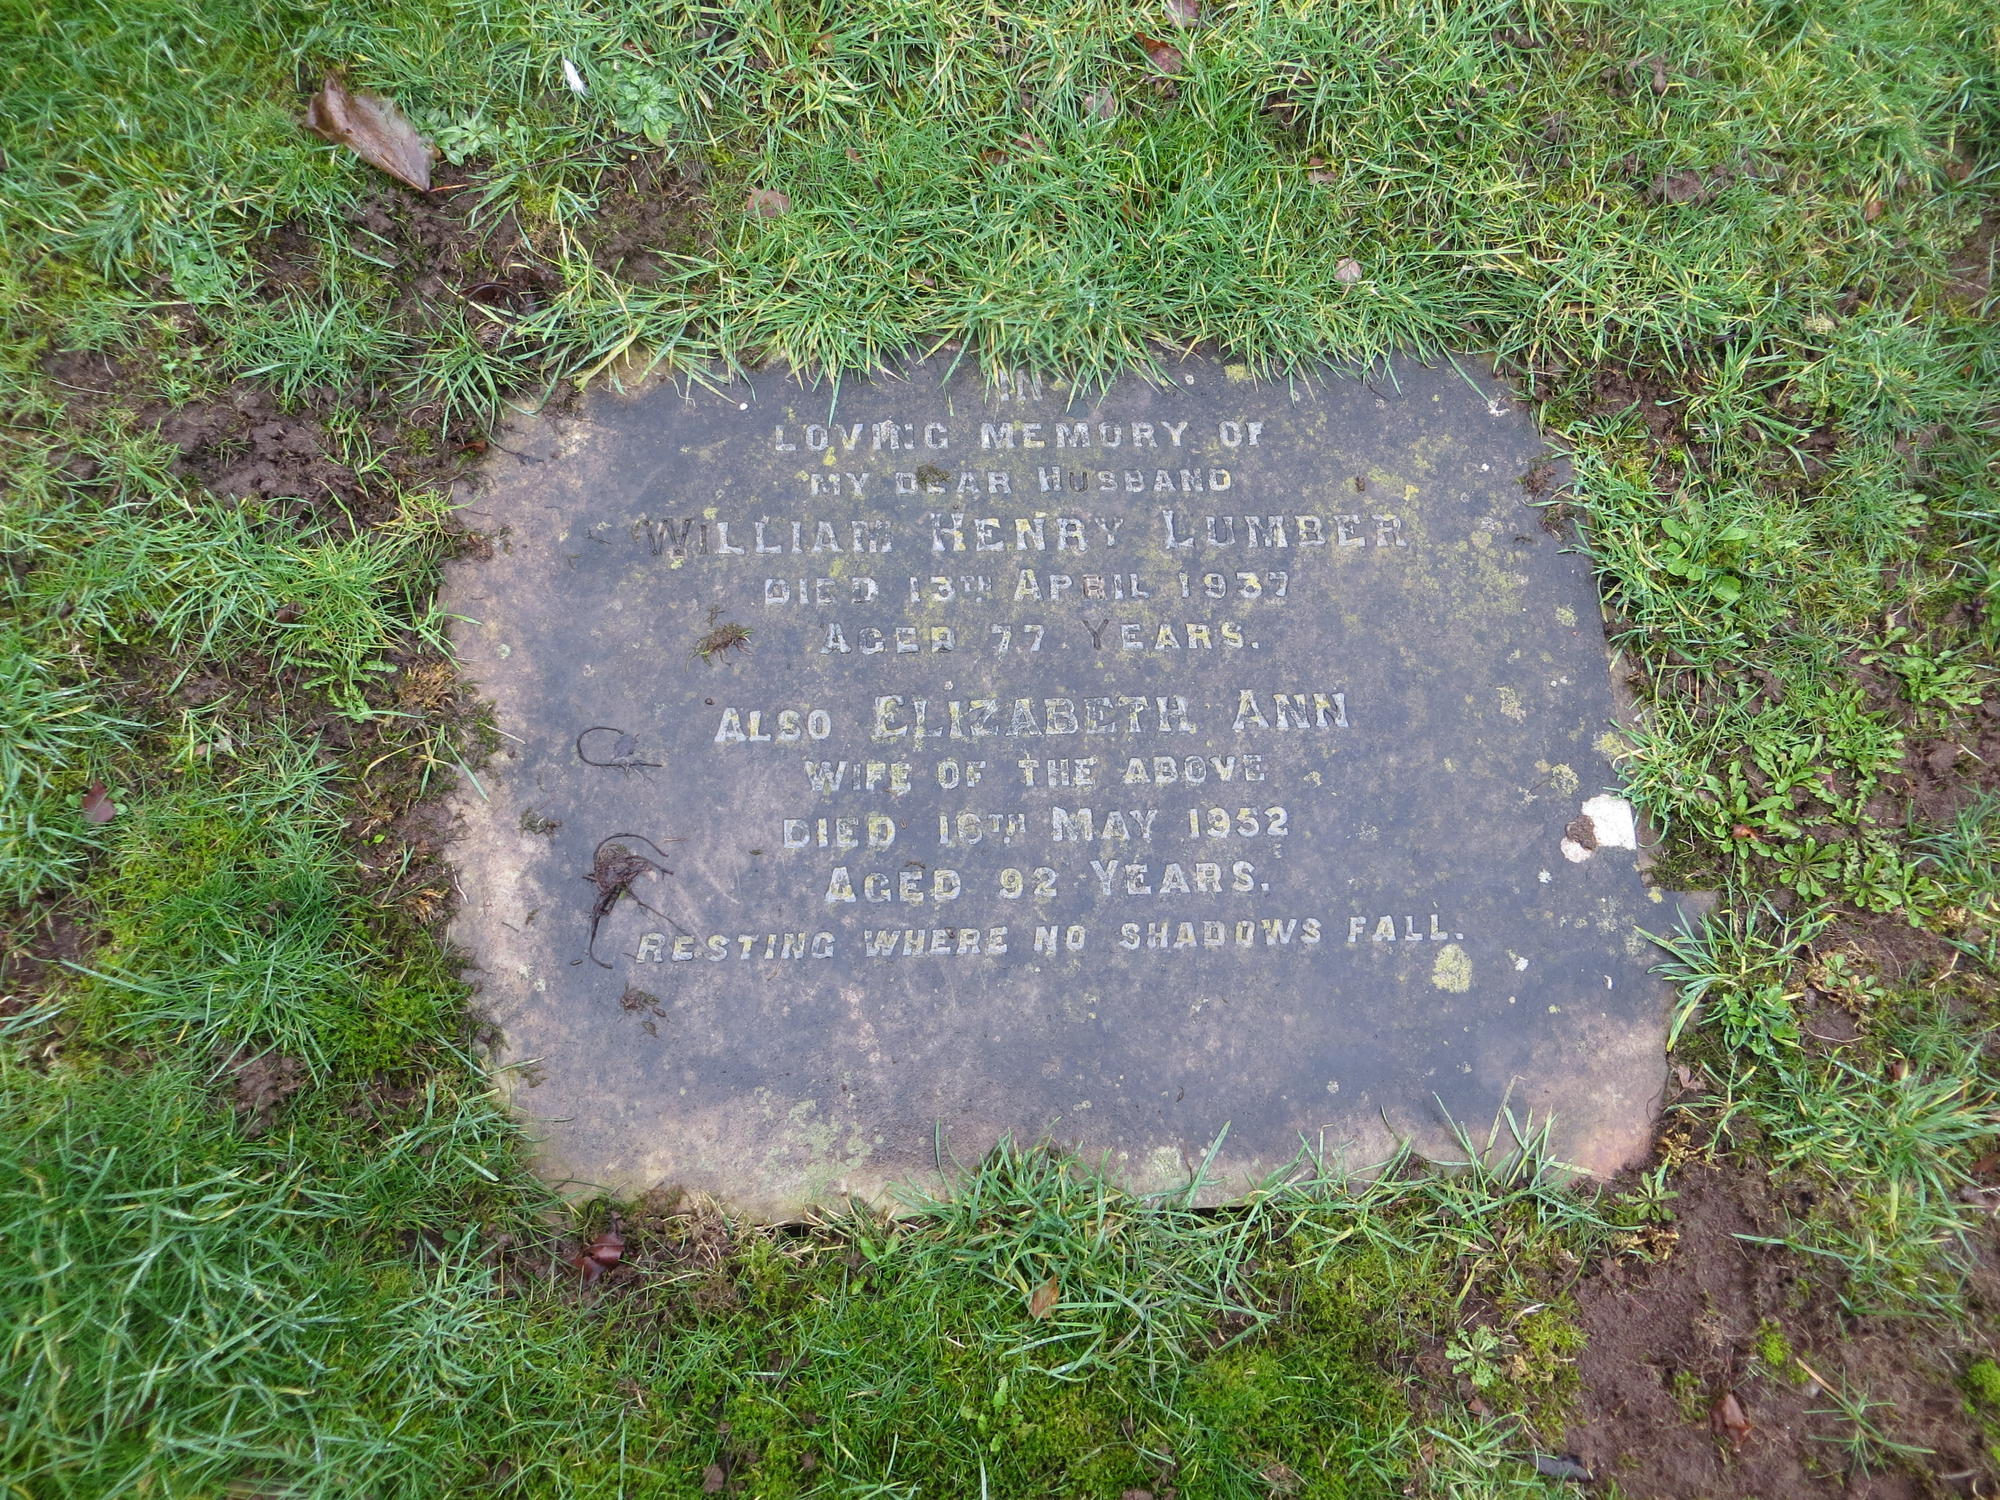 IN
LOVING MEMORY OF
MY DEAR HUSBAND
WILLIAM HENRY LUMBER
DIED 13TH APRIL 1937
AGED 77 YEARS.
ALSO ELIZABETH ANN
WIFE OF THE ABOVE
DIED 16TH MAY 1952
AGED 92 YEARS.
RESTING WHERE NO SHADOWS FALL.